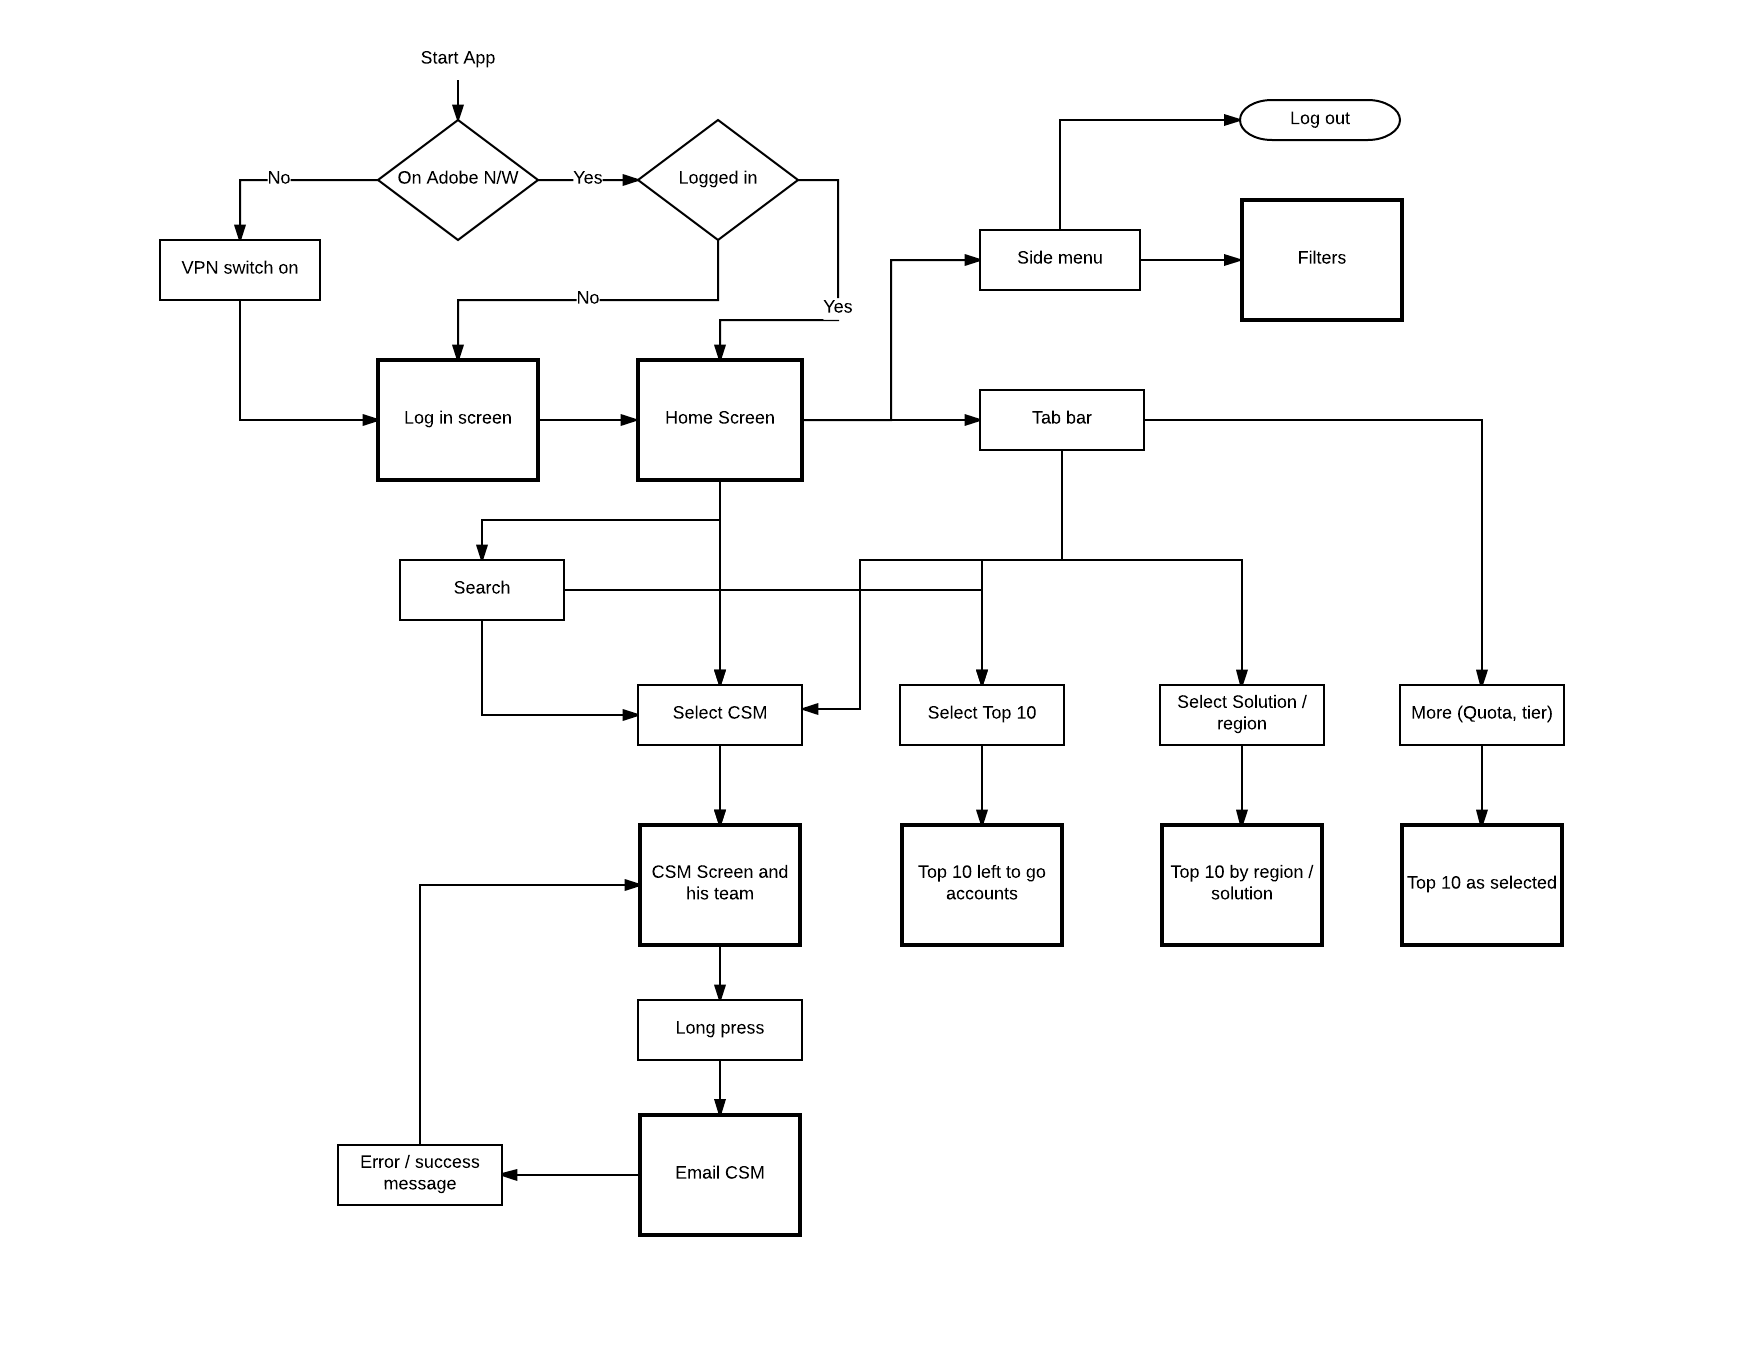 Start App
Log out
No
On Adobe N/W
Yes
Logged in
VPN switch on
Side menu
Filters
No
Yes
Log in screen
Home Screen
Tab bar
Search
Select CSM
Select Top 10
Select Solution /
region
More (Quota, tier)
CSM Screen and
his team
Top 10 left to go
accounts
Top 10 by region /
solution
Top 10 as selected
Long press
Error / success
message
Email CSM